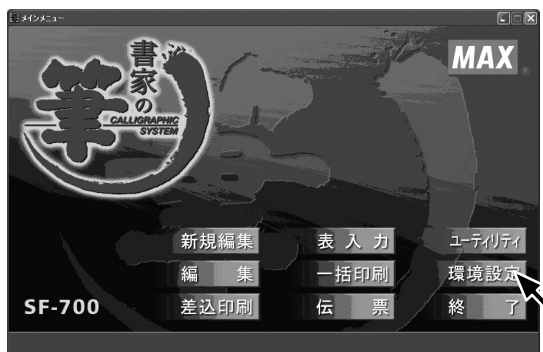 メインメニュー
書家の
筆
CALLIGRAPHIC
SYSTEM
MAX
®
新規編集 表入力 ユーティリティ
編集 一括印刷 環境設定
SF-700 差込印刷 伝票 終了